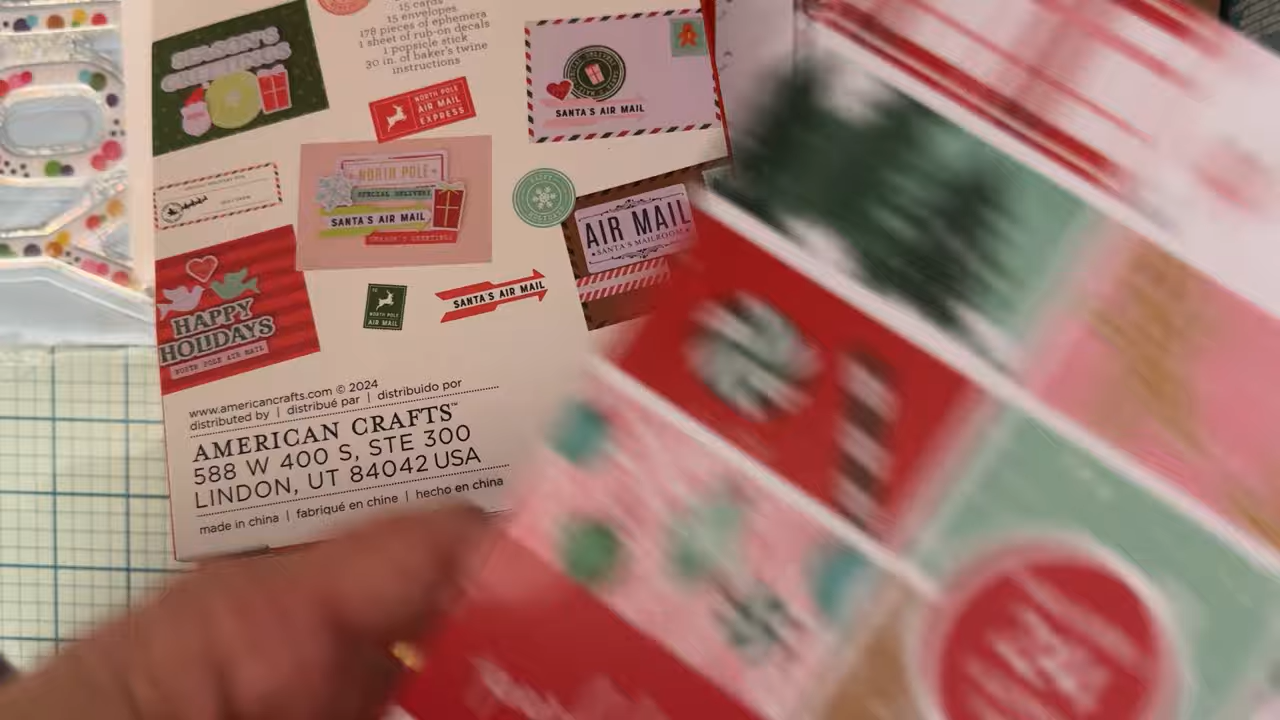 15 cards
15 envelopes
178 pieces of ephemera
1 sheet of rub-on decals
1 popsicle stick
30 in. of baker's twine
instructions
SEASON'S
GREETINGS
NORTH POLE
AIR MAIL
EXPRESS
SANTA'S AIR MAIL
NORTH POLE
SPECIAL DELIVERY
SANTA'S AIR MAIL
SEASON'S GREETINGS
AIR MAIL
SANTA'S MAILROOM
HAPPY
HOLIDAYS
NORTH POLE AIR MAIL
NORTH POLE
AIR MAIL
SANTA'S AIR MAIL
www.americancrafts.com © 2024
distributed by | distribué par | distribuido por
AMERICAN CRAFTS™
588 W 400 S, STE 300
LINDON, UT 84042 USA
made in china | fabriqué en chine | hecho en china